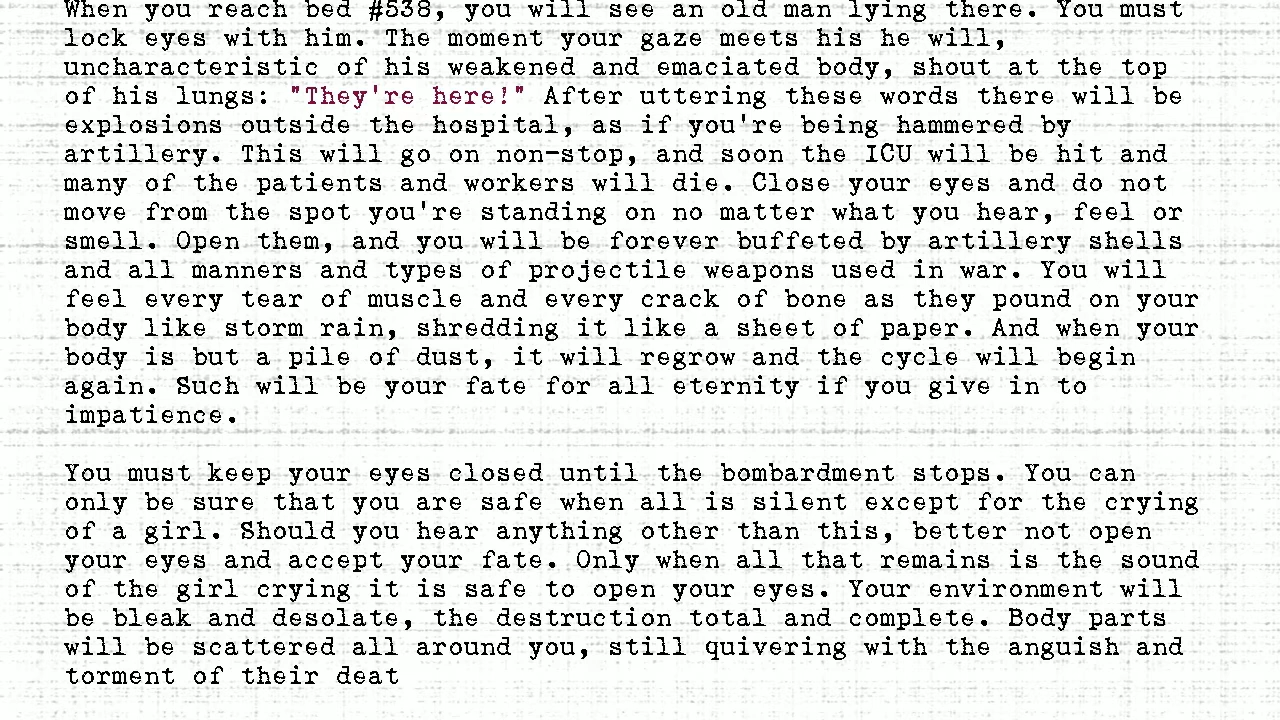 When you reach bed #538, you will see an old man lying there. You must
lock eyes with him. The moment your gaze meets his he will,
uncharacteristic of his weakened and emaciated body, shout at the top
of his lungs: "They're here!" After uttering these words there will be
explosions outside the hospital, as if you're being hammered by
artillery. This will go on non-stop, and soon the ICU will be hit and
many of the patients and workers will die. Close your eyes and do not
move from the spot you're standing on no matter what you hear, feel or
smell. Open them, and you will be forever buffeted by artillery shells
and all manners and types of projectile weapons used in war. You will
feel every tear of muscle and every crack of bone as they pound on your
body like storm rain, shredding it like a sheet of paper. And when your
body is but a pile of dust, it will regrow and the cycle will begin
again. Such will be your fate for all eternity if you give in to
impatience.
You must keep your eyes closed until the bombardment stops. You can
only be sure that you are safe when all is silent except for the crying
of a girl. Should you hear anything other than this, better not open
your eyes and accept your fate. Only when all that remains is the sound
of the girl crying it is safe to open your eyes. Your environment will
be bleak and desolate, the destruction total and complete. Body parts
will be scattered all around you, still quivering with the anguish and
torment of their deat